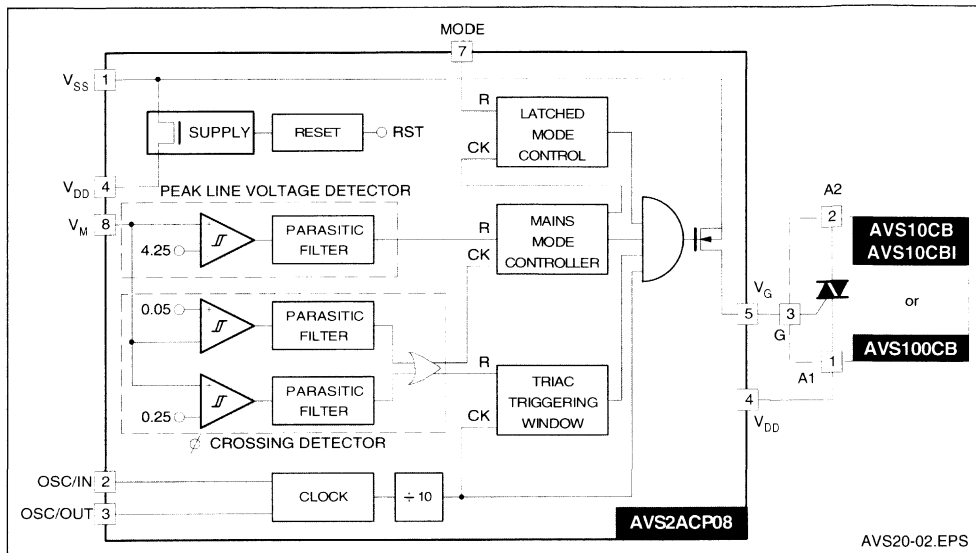 MODE
7
VSS 1
R
LATCHED
MODE
CONTROL
CK
SUPPLY
RESET
RST
VDD 4
PEAK LINE VOLTAGE DETECTOR
VM 8
4.25
+
-
PARASITIC
FILTER
R
CK
MAINS
MODE
CONTROLLER
A2
2
AVS10CB
AVS10CBI
or
AVS100CB
VG
5
3
G
A1
1
4
VDD
0.05
+
-
PARASITIC
FILTER
R
CK
TRIAC
TRIGGERING
WINDOW
0.25
+
-
PARASITIC
FILTER
Ø CROSSING DETECTOR
OSC/IN 2
OSC/OUT 3
CLOCK
÷ 10
AVS2ACP08
AVS20-02.EPS